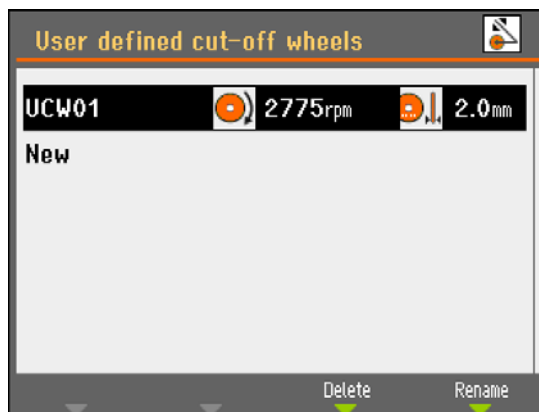 User defined cut-off wheels
UCW01 2775rpm 2.0mm
New
Delete Rename